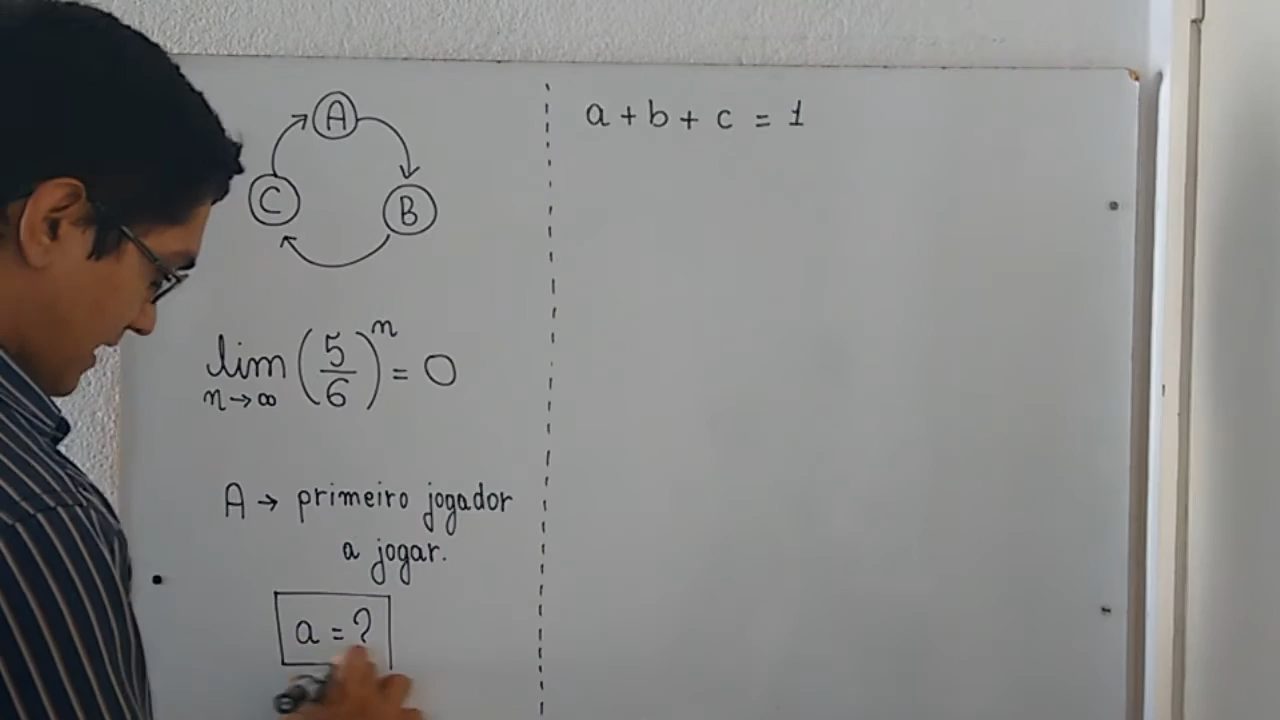 A
C
B
lim (5/6)^n = 0
n→∞
A → primeiro jogador
a jogar.
a = ?
a + b + c = 1